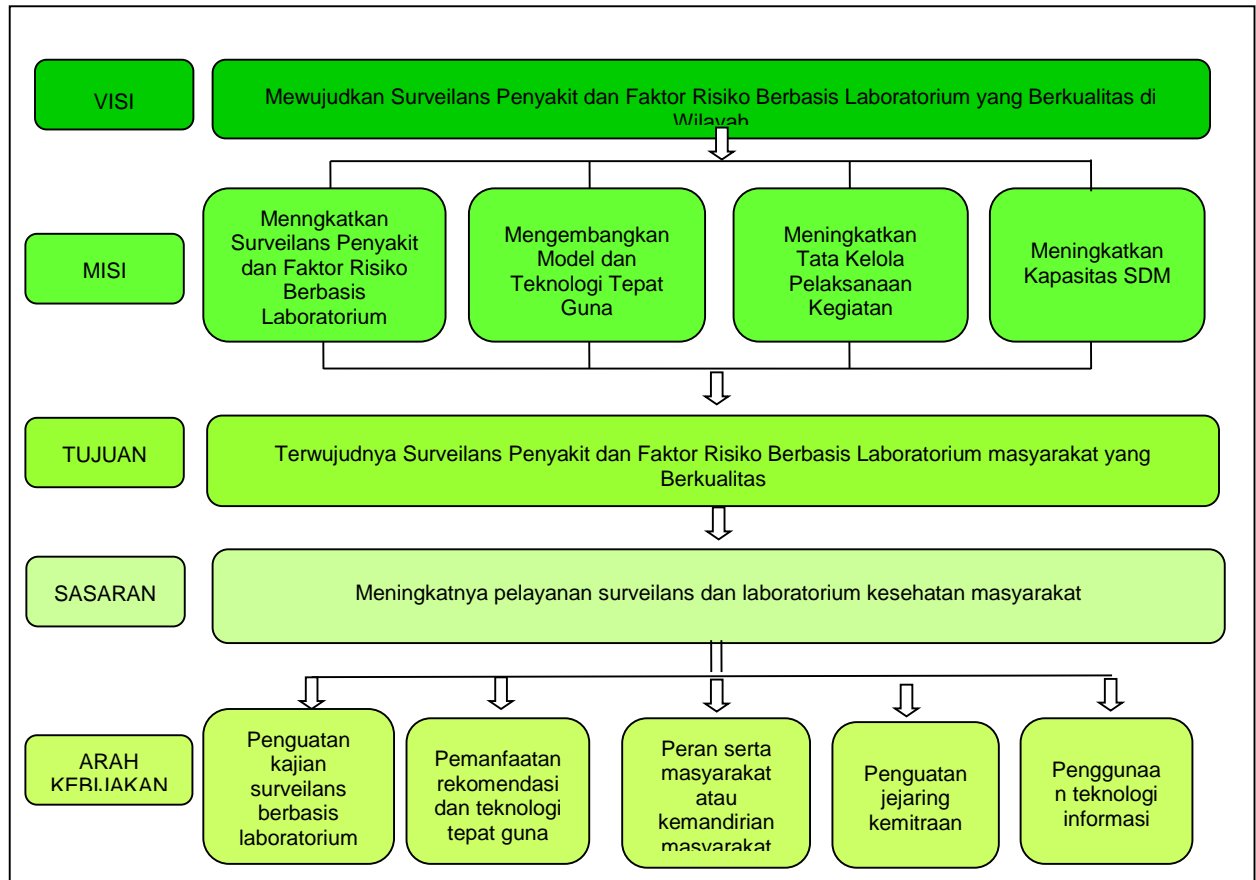 VISI
Mewujudkan Surveilans Penyakit dan Faktor Risiko Berbasis Laboratorium yang Berkualitas di
Wilayah
MISI
Menngkatkan
Surveilans Penyakit
dan Faktor Risiko
Berbasis
Laboratorium
Mengembangkan
Model dan
Teknologi Tepat
Guna
Meningkatkan
Tata Kelola
Pelaksanaan
Kegiatan
Meningkatkan
Kapasitas SDM
TUJUAN
Terwujudnya Surveilans Penyakit dan Faktor Risiko Berbasis Laboratorium masyarakat yang
Berkualitas
SASARAN
Meningkatnya pelayanan surveilans dan laboratorium kesehatan masyarakat
ARAH
KEBIJAKAN
Penguatan
kajian
surveilans
berbasis
laboratorium
Pemanfaatan
rekomendasi
dan teknologi
tepat guna
Peran serta
masyarakat
atau
kemandirian
masyarakat
Penguatan
jejaring
kemitraan
Penggunaa
n teknologi
informasi